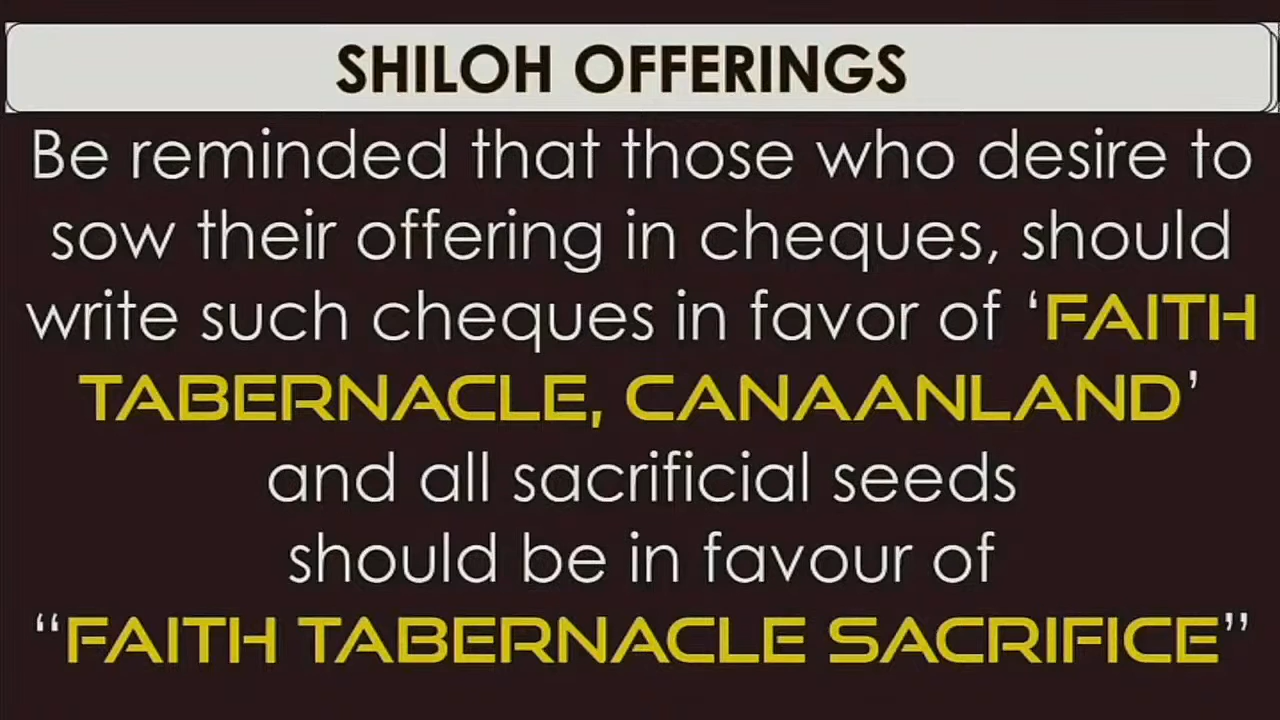 SHILOH OFFERINGS
Be reminded that those who desire to
sow their offering in cheques, should
write such cheques in favor of ‘FAITH
TABERNACLE, CANAANLAND’
and all sacrificial seeds
should be in favour of
“FAITH TABERNACLE SACRIFICE”